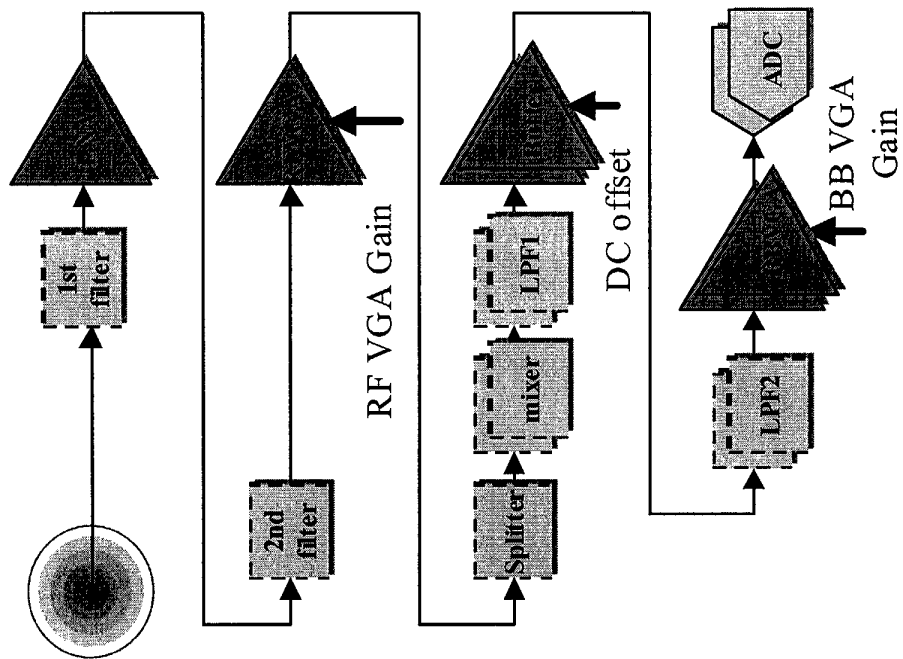 1st
filter
2nd
filter
RF VGA Gain
Splitter
mixer
LPF1
DC offset
LPF2
BB VGA
Gain
ADC